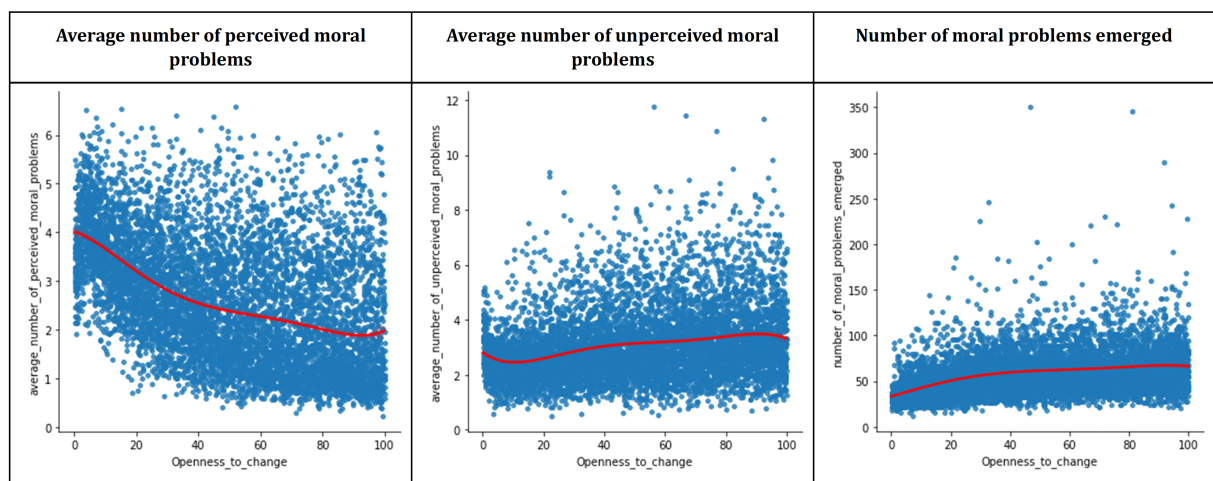 Average number of perceived moral
problems
Average number of unperceived moral
problems
Number of moral problems emerged
average_number_of_perceived_moral_problems
6
5
4
3
2
1
0
0 20 40 60 80 100
Openness_to_change
average_number_of_unperceived_moral_problems
12
10
8
6
4
2
0
0 20 40 60 80 100
Openness_to_change
number_of_moral_problems_emerged
350
300
250
200
150
100
50
0
0 20 40 60 80 100
Openness_to_change